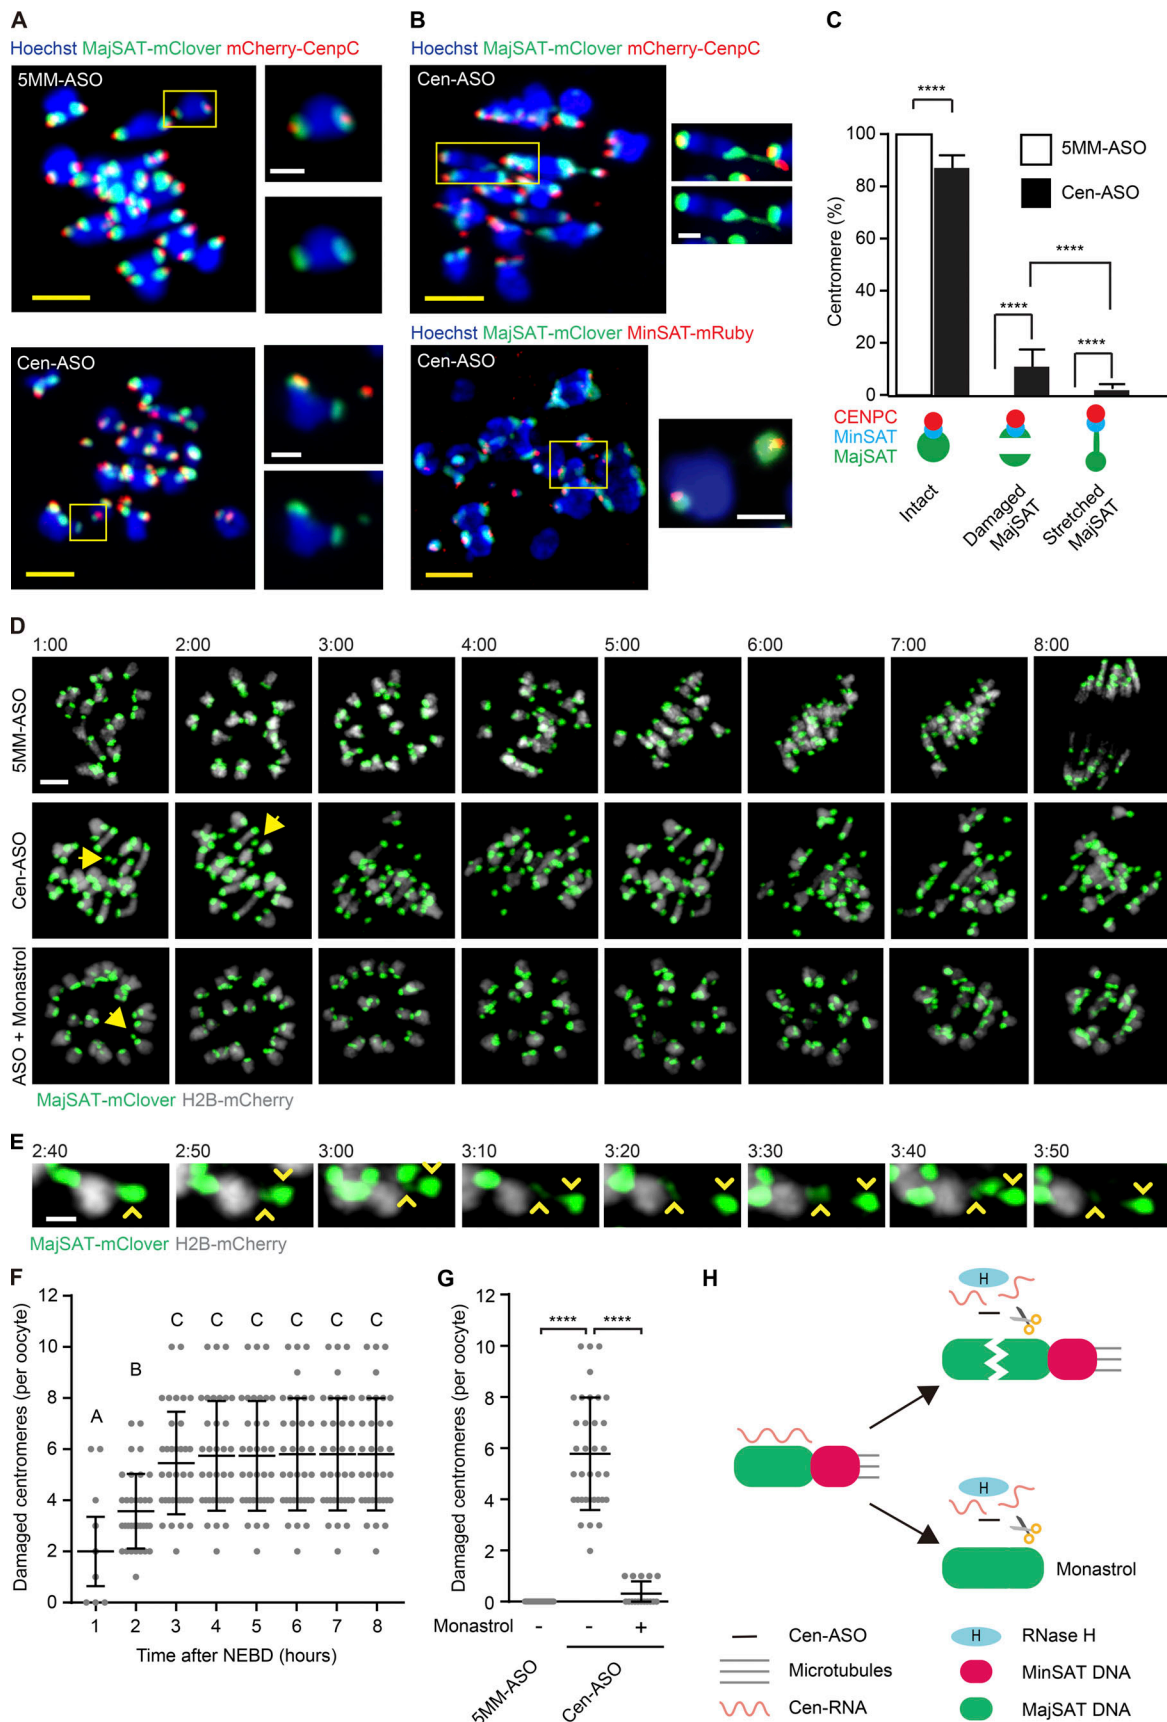 A
Hoechst MajSAT-mClover mCherry-CenpC
5MM-ASO
Cen-ASO
B
Hoechst MajSAT-mClover mCherry-CenpC
Cen-ASO
Hoechst MajSAT-mClover MinSAT-mRuby
Cen-ASO
C
****
5MM-ASO
Cen-ASO
****
****
****
Centromere (%)
100
80
60
40
20
0
CENPC
MinSAT
MajSAT
Intact
Damaged MajSAT
Stretched MajSAT
D
1:00 2:00 3:00 4:00 5:00 6:00 7:00 8:00
5MM-ASO
Cen-ASO
ASO + Monastrol
MajSAT-mClover H2B-mCherry
E
2:40 2:50 3:00 3:10 3:20 3:30 3:40 3:50
MajSAT-mClover H2B-mCherry
F
Damaged centromeres (per oocyte)
12
10
8
6
4
2
0
A B C C C C C C
1 2 3 4 5 6 7 8
Time after NEBD (hours)
G
Damaged centromeres (per oocyte)
12
10
8
6
4
2
0
**** ****
Monastrol - - +
5MM-ASO
Cen-ASO
H
H
H
Monastrol
Cen-ASO
Microtubules
Cen-RNA
H RNase H
MinSAT DNA
MajSAT DNA